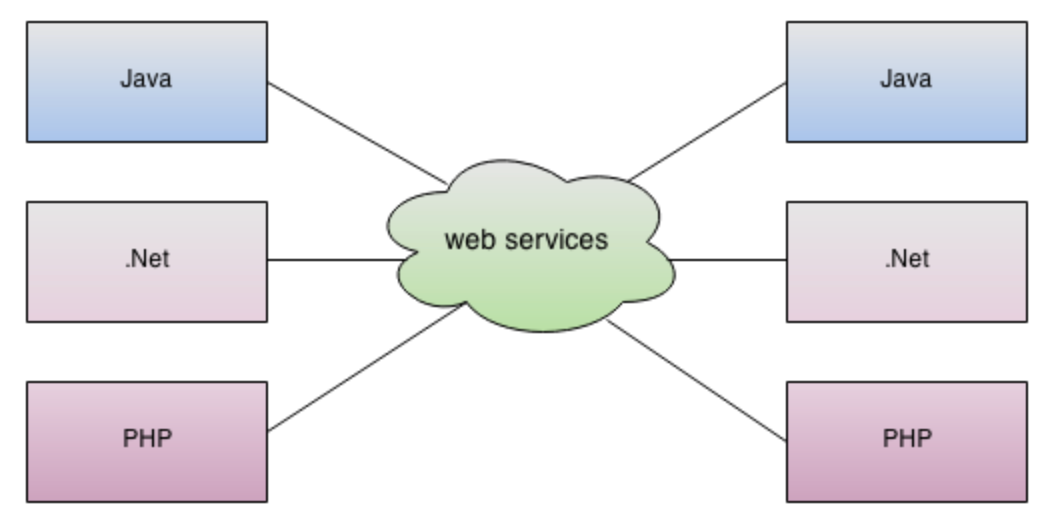 Java
Java
web services
.Net
.Net
PHP
PHP